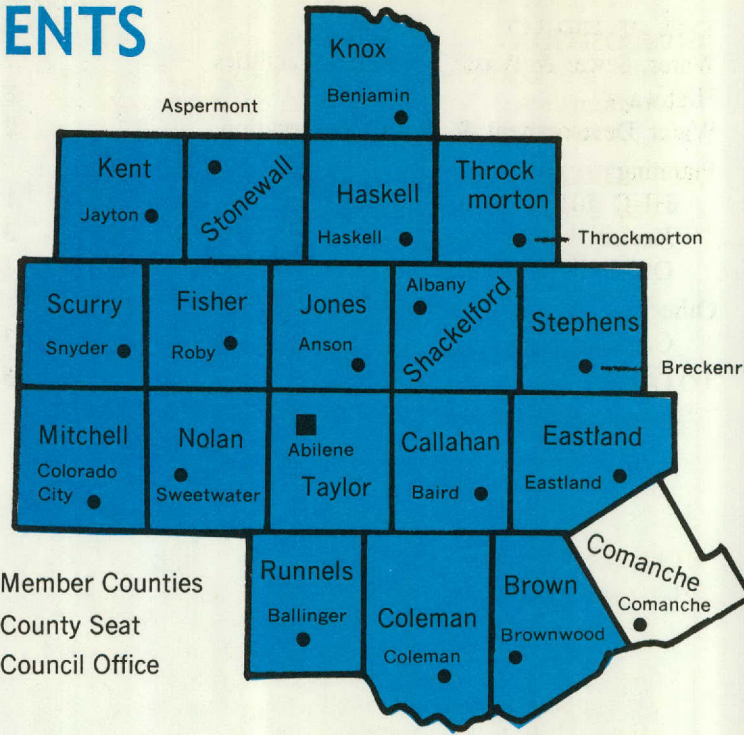 ENTS
Knox
Benjamin
Aspermont
Kent
Jayton
Stonewall
Haskell
Haskell
Throck
morton
Throckmorton
Scurry
Snyder
Fisher
Roby
Jones
Anson
Albany
Shackelford
Stephens
Breckenr
Mitchell
Colorado
City
Nolan
Sweetwater
Abilene
Taylor
Callahan
Baird
Eastland
Eastland
Comanche
Comanche
Runnels
Ballinger
Coleman
Coleman
Brown
Brownwood
Member Counties
County Seat
Council Office